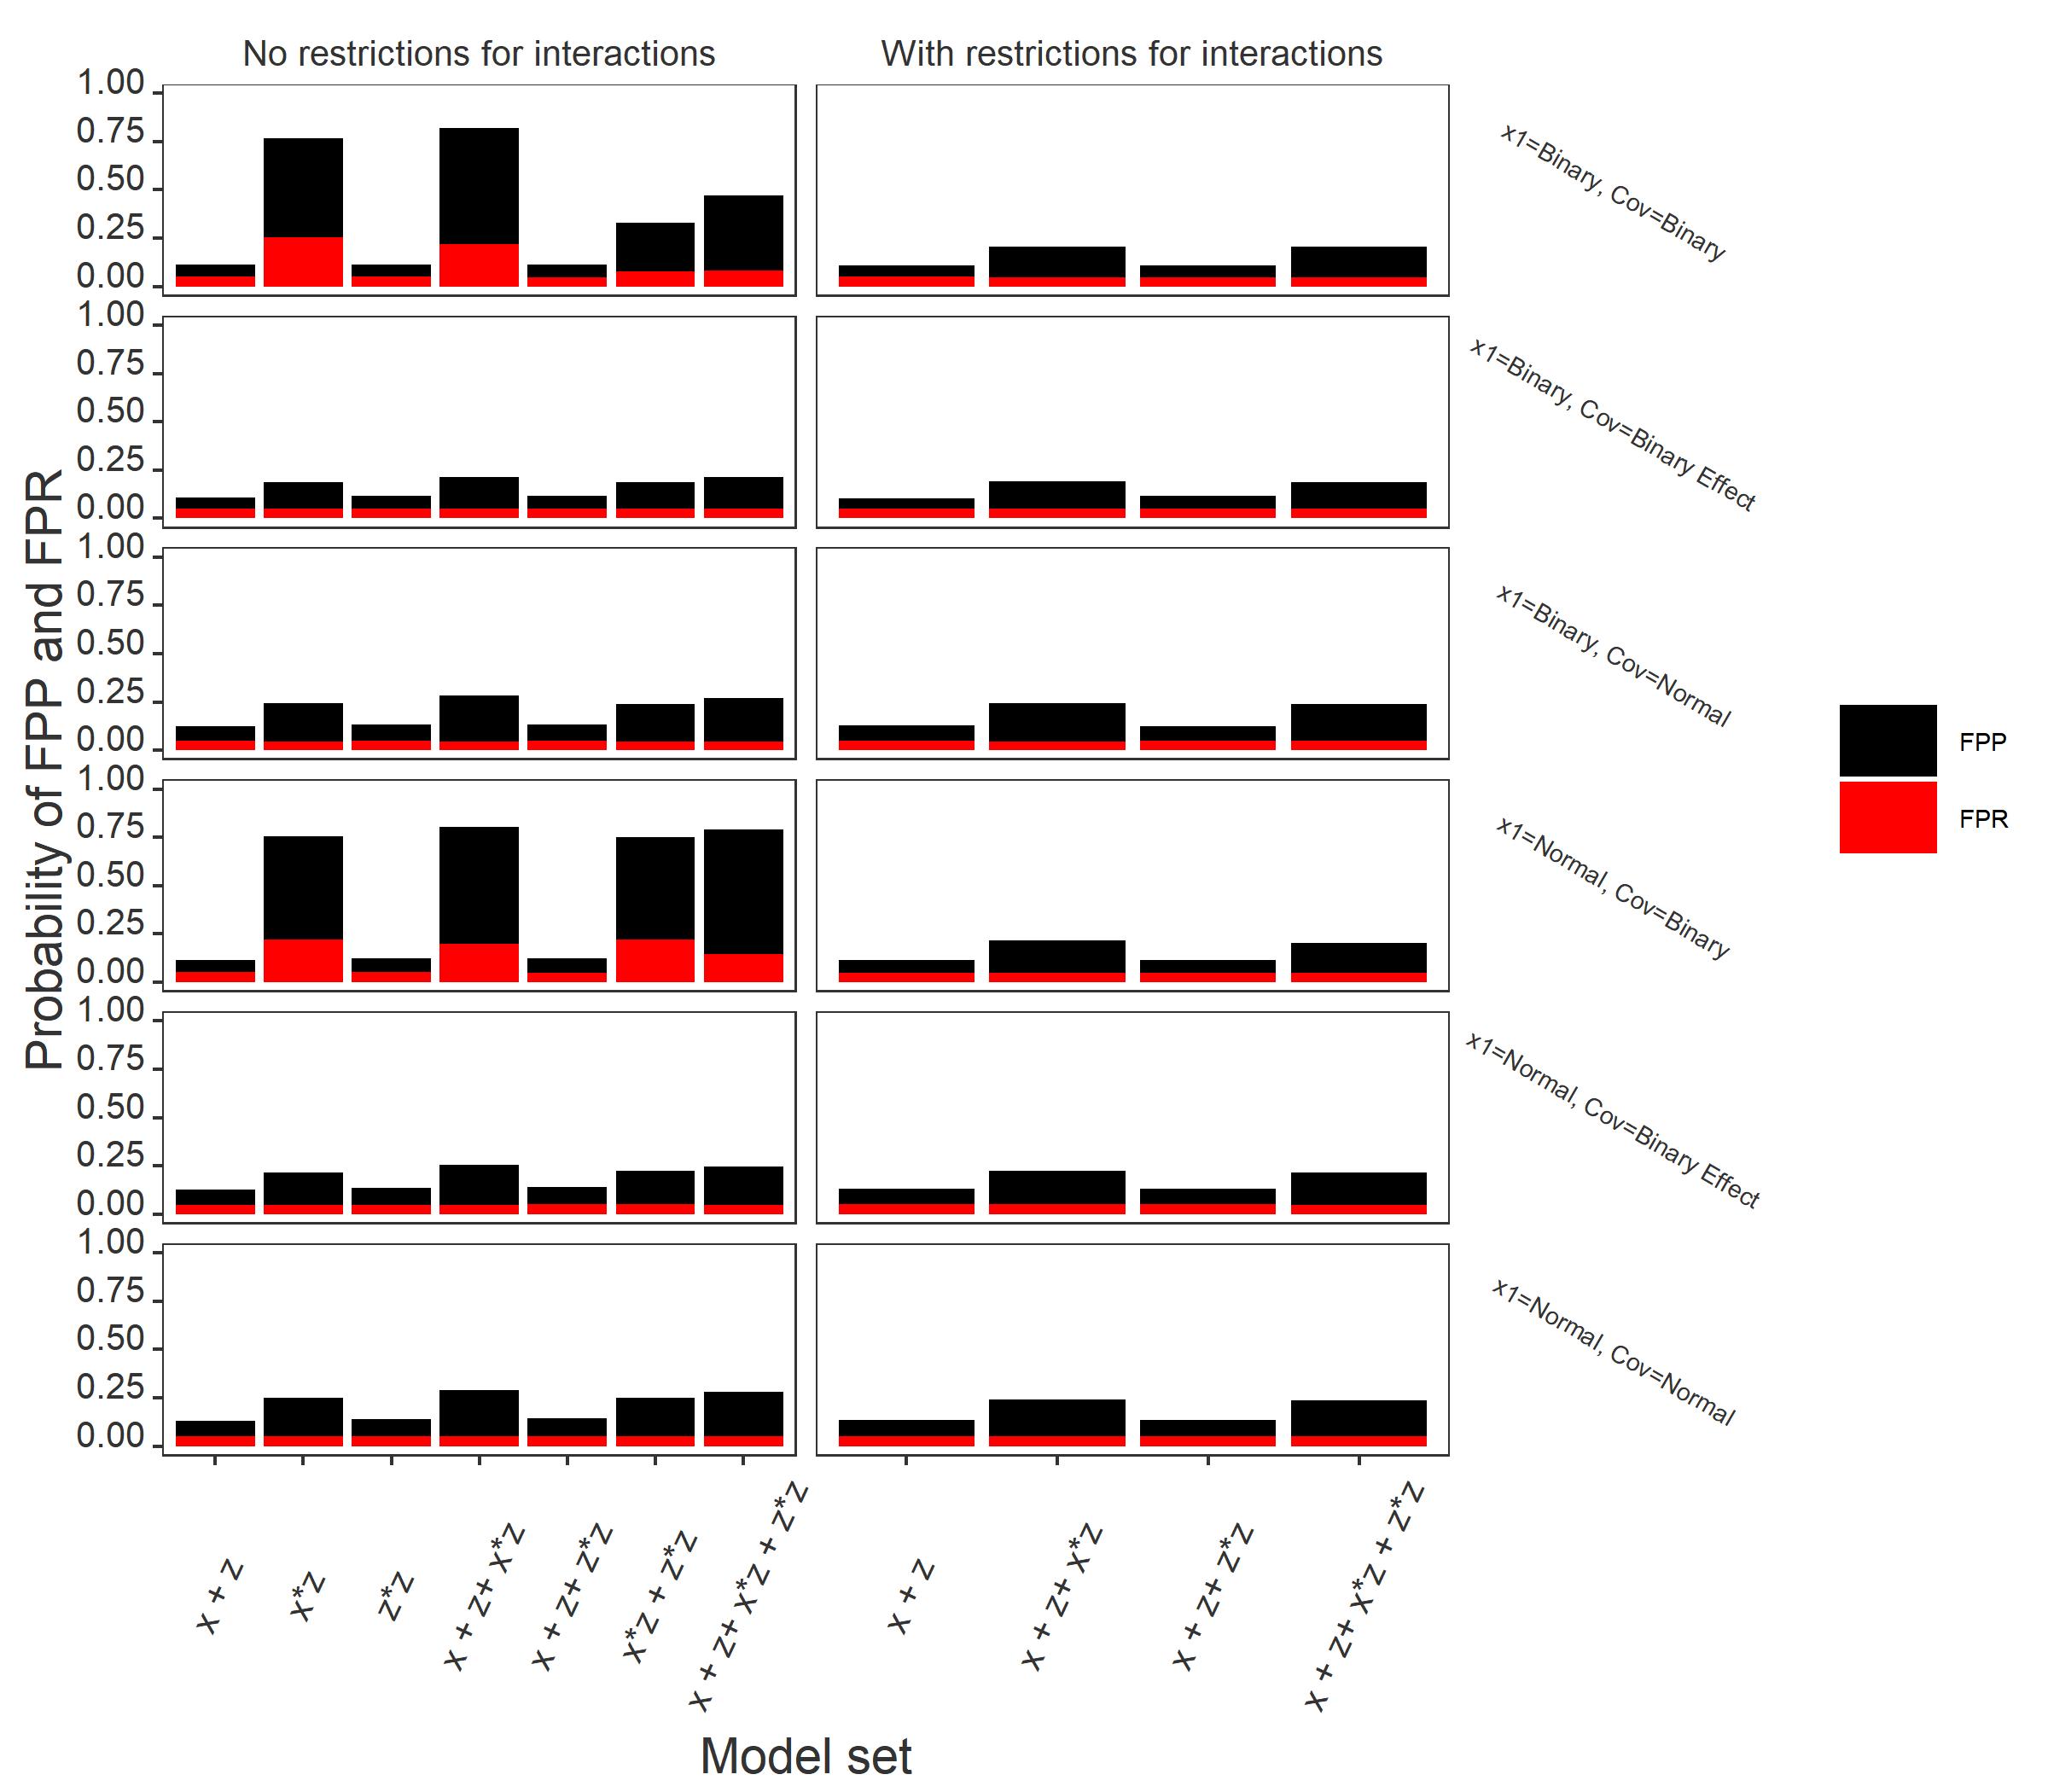 No restrictions for interactions
With restrictions for interactions
Probability of FPP and FPR
1.00
0.75
0.50
0.25
0.00
x1=Binary, Cov=Binary
1.00
0.75
0.50
0.25
0.00
x1=Binary, Cov=Binary Effect
1.00
0.75
0.50
0.25
0.00
x1=Binary, Cov=Normal
1.00
0.75
0.50
0.25
0.00
x1=Normal, Cov=Binary
1.00
0.75
0.50
0.25
0.00
x1=Normal, Cov=Binary Effect
1.00
0.75
0.50
0.25
0.00
x1=Normal, Cov=Normal
FPP
FPR
x + z
x*z
z*z
x + z+ x*z
x + z+ z*z
x*z + z*z
x + z+ x*z + z*z
x + z
x + z+ x*z
x + z+ z*z
x + z+ x*z + z*z
Model set